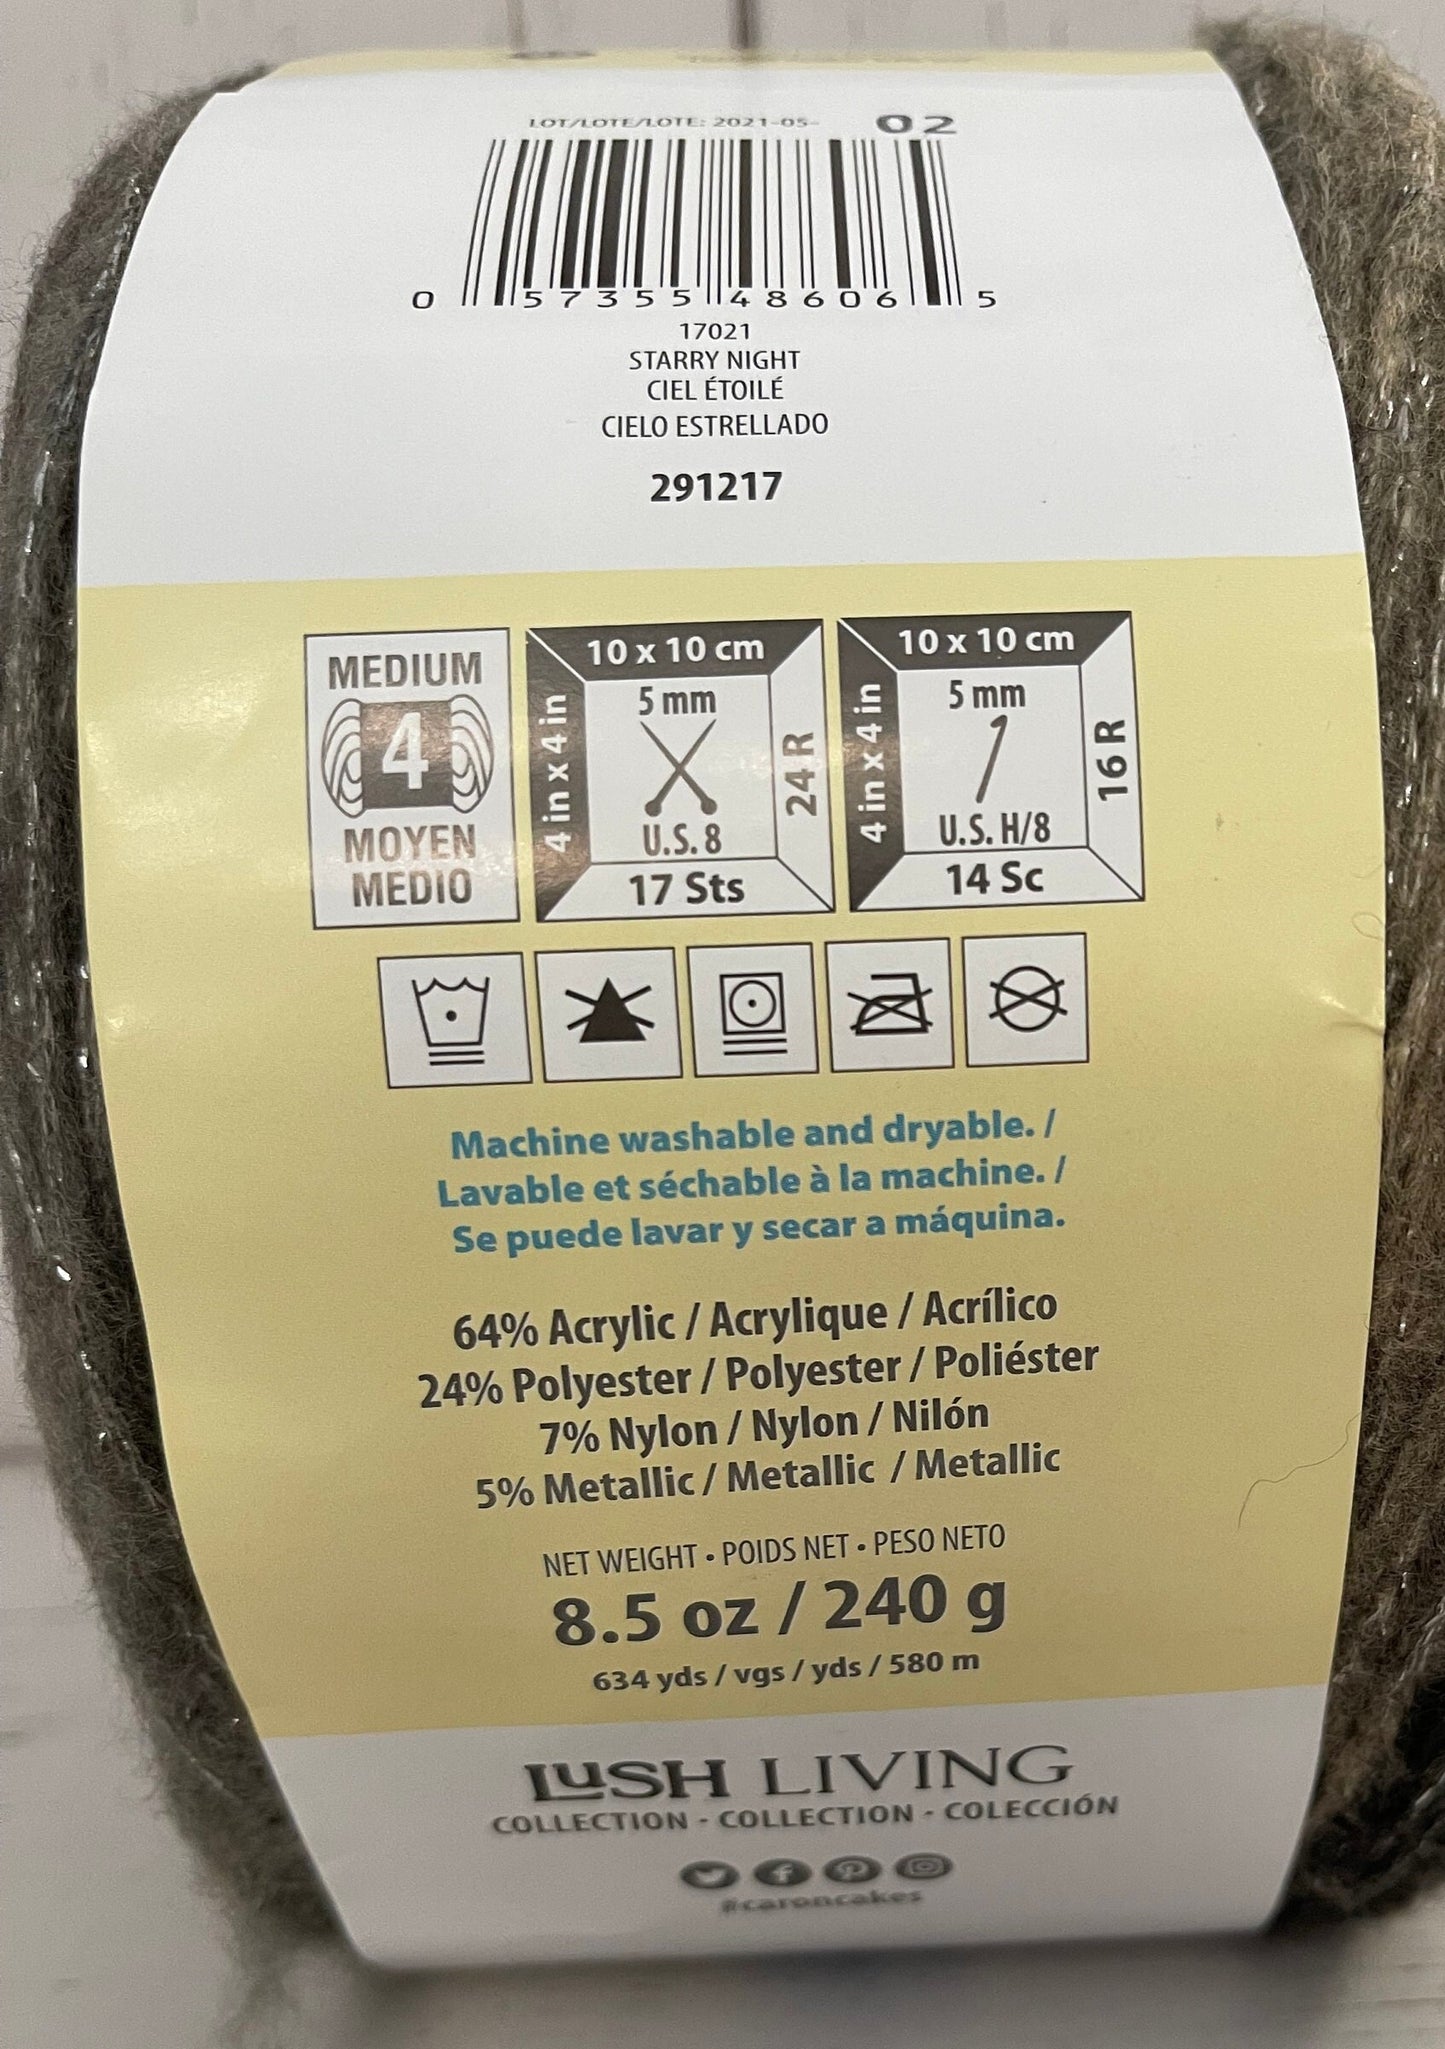 LOT/LOTE/LOTE: 2021-05- 02
0 57355 48606 5
17021
STARRY NIGHT
CIEL ÉTOILÉ
CIELO ESTRELLADO
291217
MEDIUM
4
MOYEN
MEDIO
10 x 10 cm
4 in x 4 in
5 mm
U.S. 8
24 R
17 Sts
10 x 10 cm
4 in x 4 in
5 mm
U.S. H/8
16 R
14 Sc
Machine washable and dryable. /
Lavable et séchable à la machine. /
Se puede lavar y secar a máquina.
64% Acrylic / Acrylique / Acrílico
24% Polyester / Polyester / Poliéster
7% Nylon / Nylon / Nilón
5% Metallic / Metallic / Metallic
NET WEIGHT • POIDS NET • PESO NETO
8.5 oz / 240 g
634 yds / vgs / yds / 580 m
LUSH LIVING
COLLECTION - COLLECTION - COLECCIÓN
#caroncakes